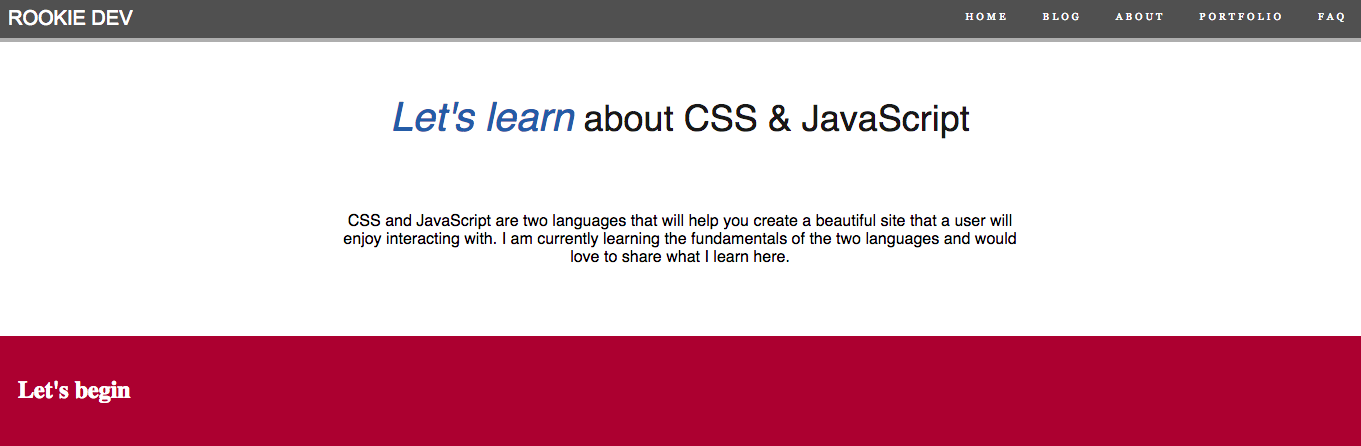 ROOKIE DEV
HOME BLOG ABOUT PORTFOLIO FAQ
Let's learn about CSS & JavaScript
CSS and JavaScript are two languages that will help you create a beautiful site that a user will
enjoy interacting with. I am currently learning the fundamentals of the two languages and would
love to share what I learn here.
Let's begin